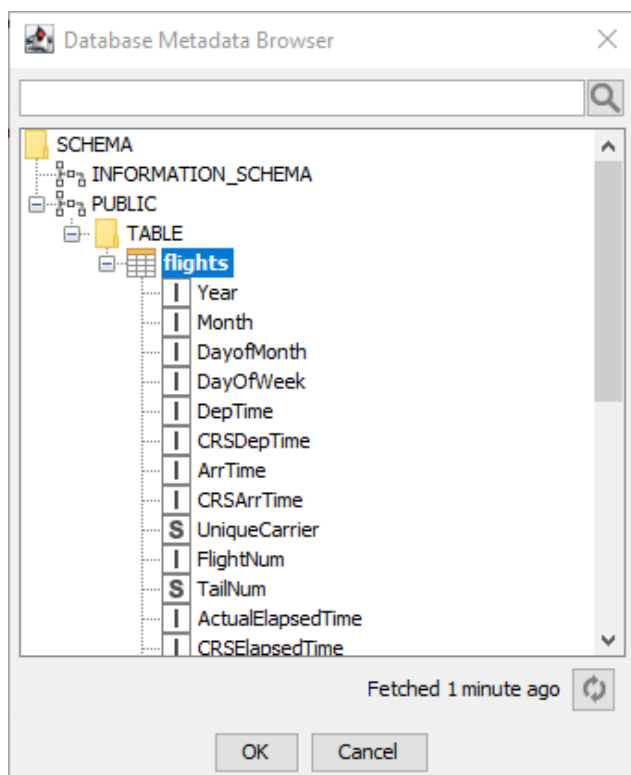 Database Metadata Browser
SCHEMA
INFORMATION_SCHEMA
PUBLIC
TABLE
flights
I Year
I Month
I DayofMonth
I DayOfWeek
I DepTime
I CRSDepTime
I ArrTime
I CRSArrTime
S UniqueCarrier
I FlightNum
S TailNum
I ActualElapsedTime
I CRSElapsedTime
Fetched 1 minute ago
OK Cancel